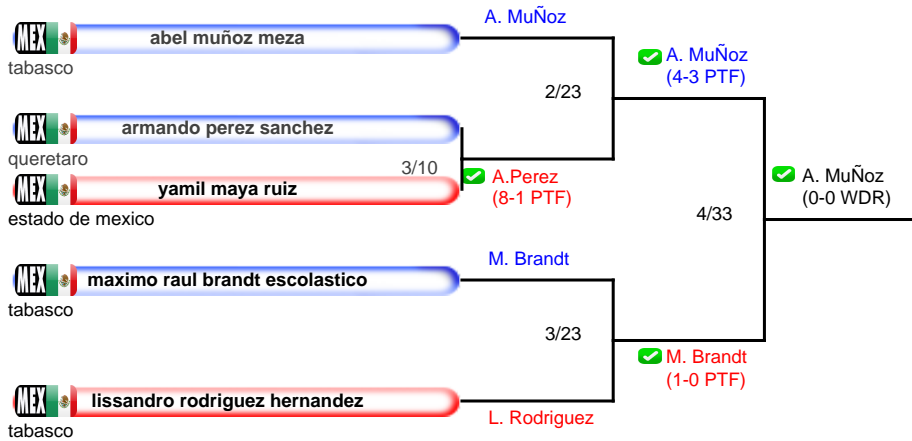 A. MuÑoz
MEX abel muñoz meza
tabasco
A. MuÑoz
(4-3 PTF)
2/23
MEX armando perez sanchez
queretaro
3/10
MEX yamil maya ruiz
estado de mexico
A.Perez
(8-1 PTF)
A. MuÑoz
(0-0 WDR)
4/33
M. Brandt
MEX maximo raul brandt escolastico
tabasco
3/23
M. Brandt
(1-0 PTF)
MEX lissandro rodriguez hernandez
tabasco
L. Rodriguez